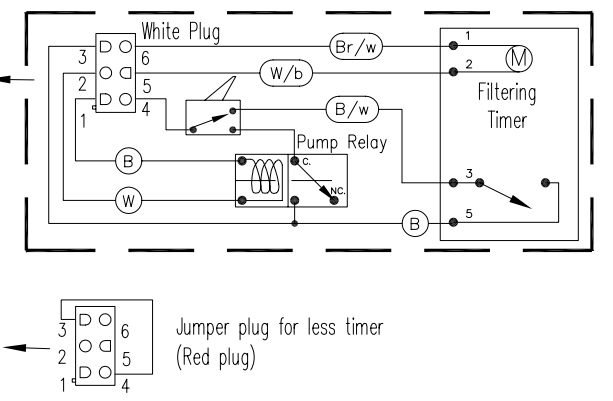 White Plug
3 6
2 5
1 4
Br/w
W/b
B/w
1
2
M
Filtering
Timer
Pump Relay
C.
NC.
B
W
3
5
B
3 6
2 5
1 4
Jumper plug for less timer
(Red plug)